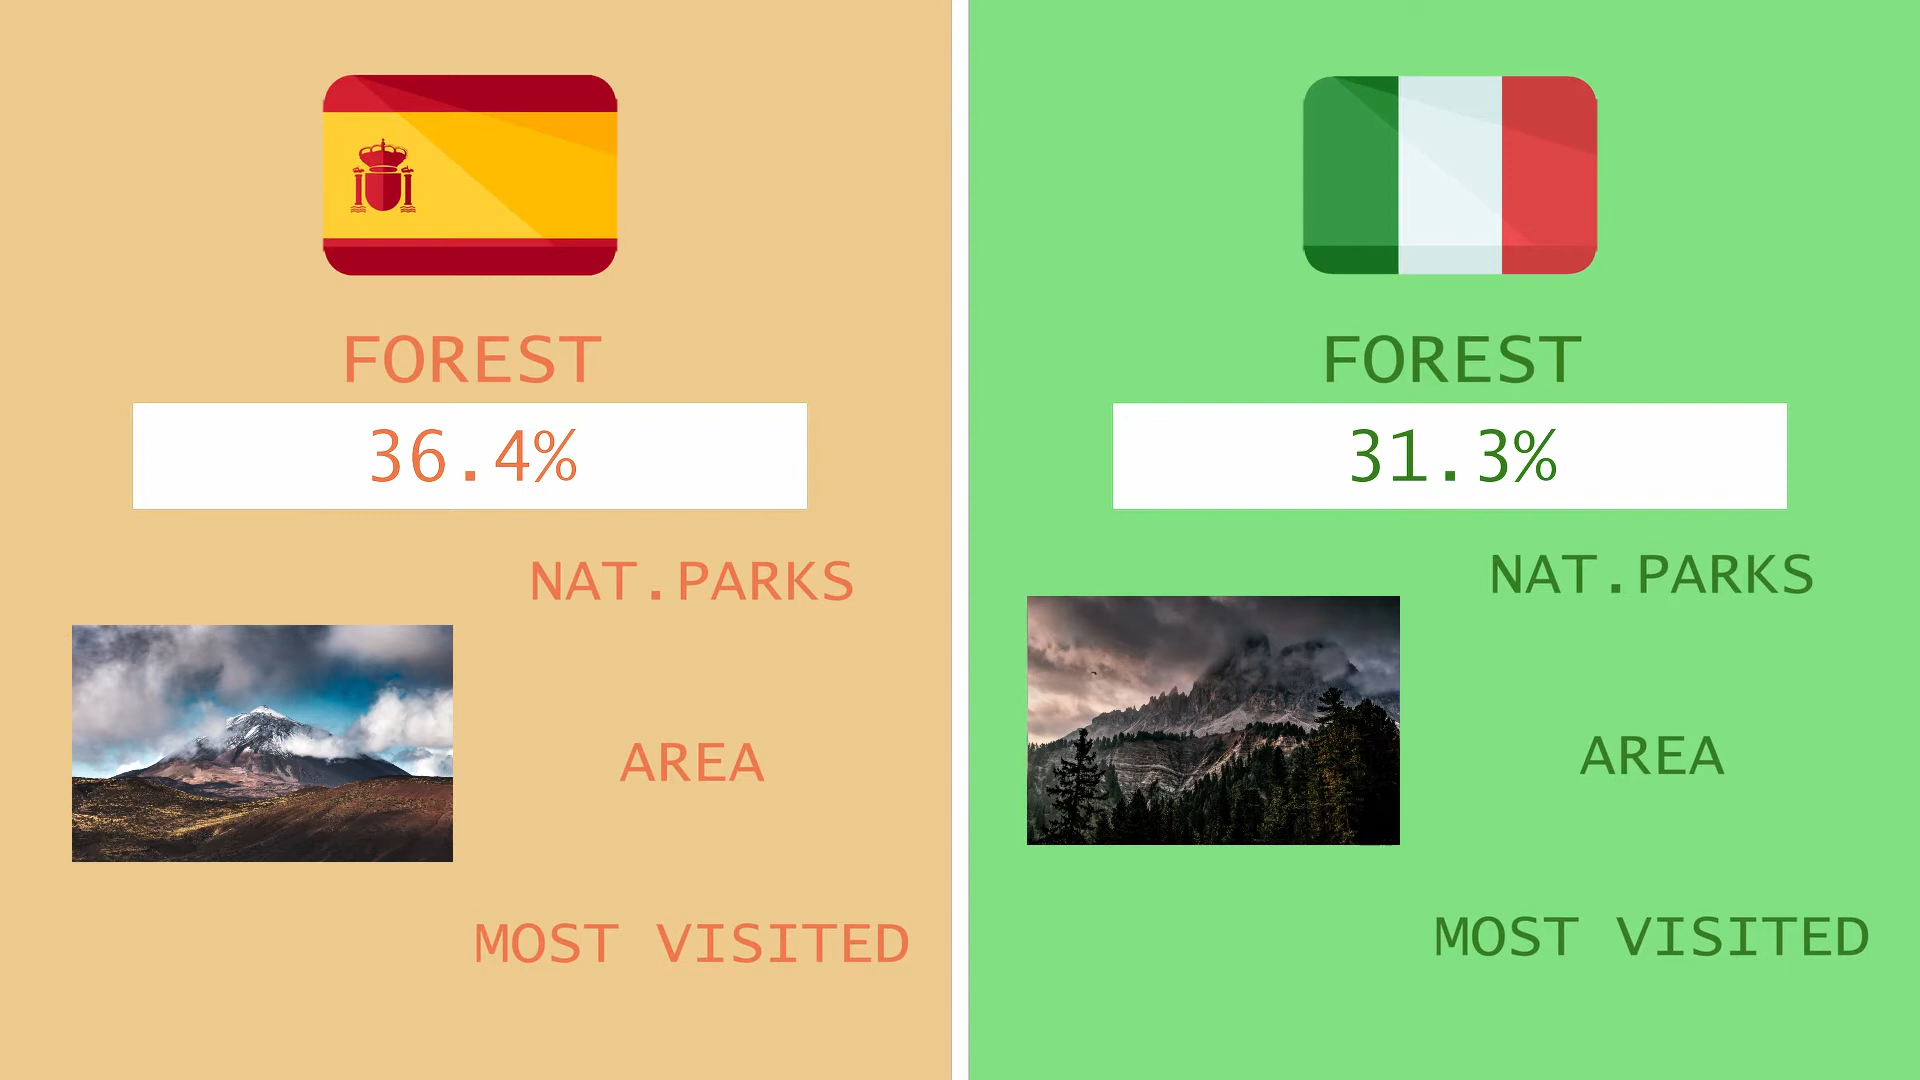 FOREST
36.4%
NAT.PARKS
AREA
MOST VISITED
FOREST
31.3%
NAT.PARKS
AREA
MOST VISITED